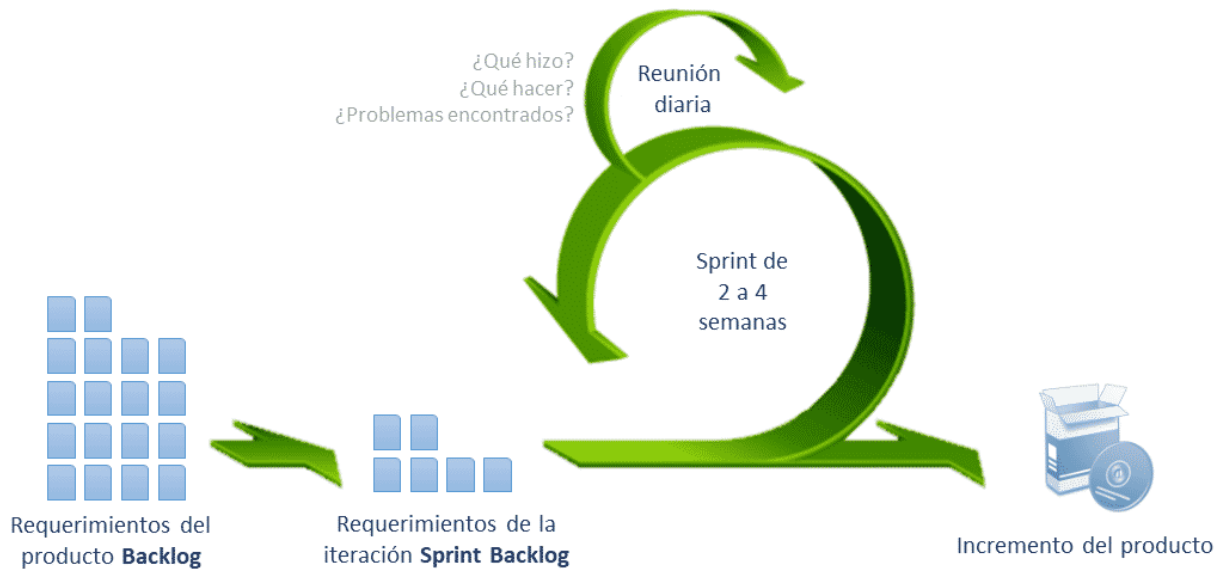 ¿Qué hizo?
¿Qué hacer?
¿Problemas encontrados?
Reunión
diaria
Sprint de
2 a 4
semanas
Requerimientos del
producto Backlog
Requerimientos de la
iteración Sprint Backlog
Incremento del producto